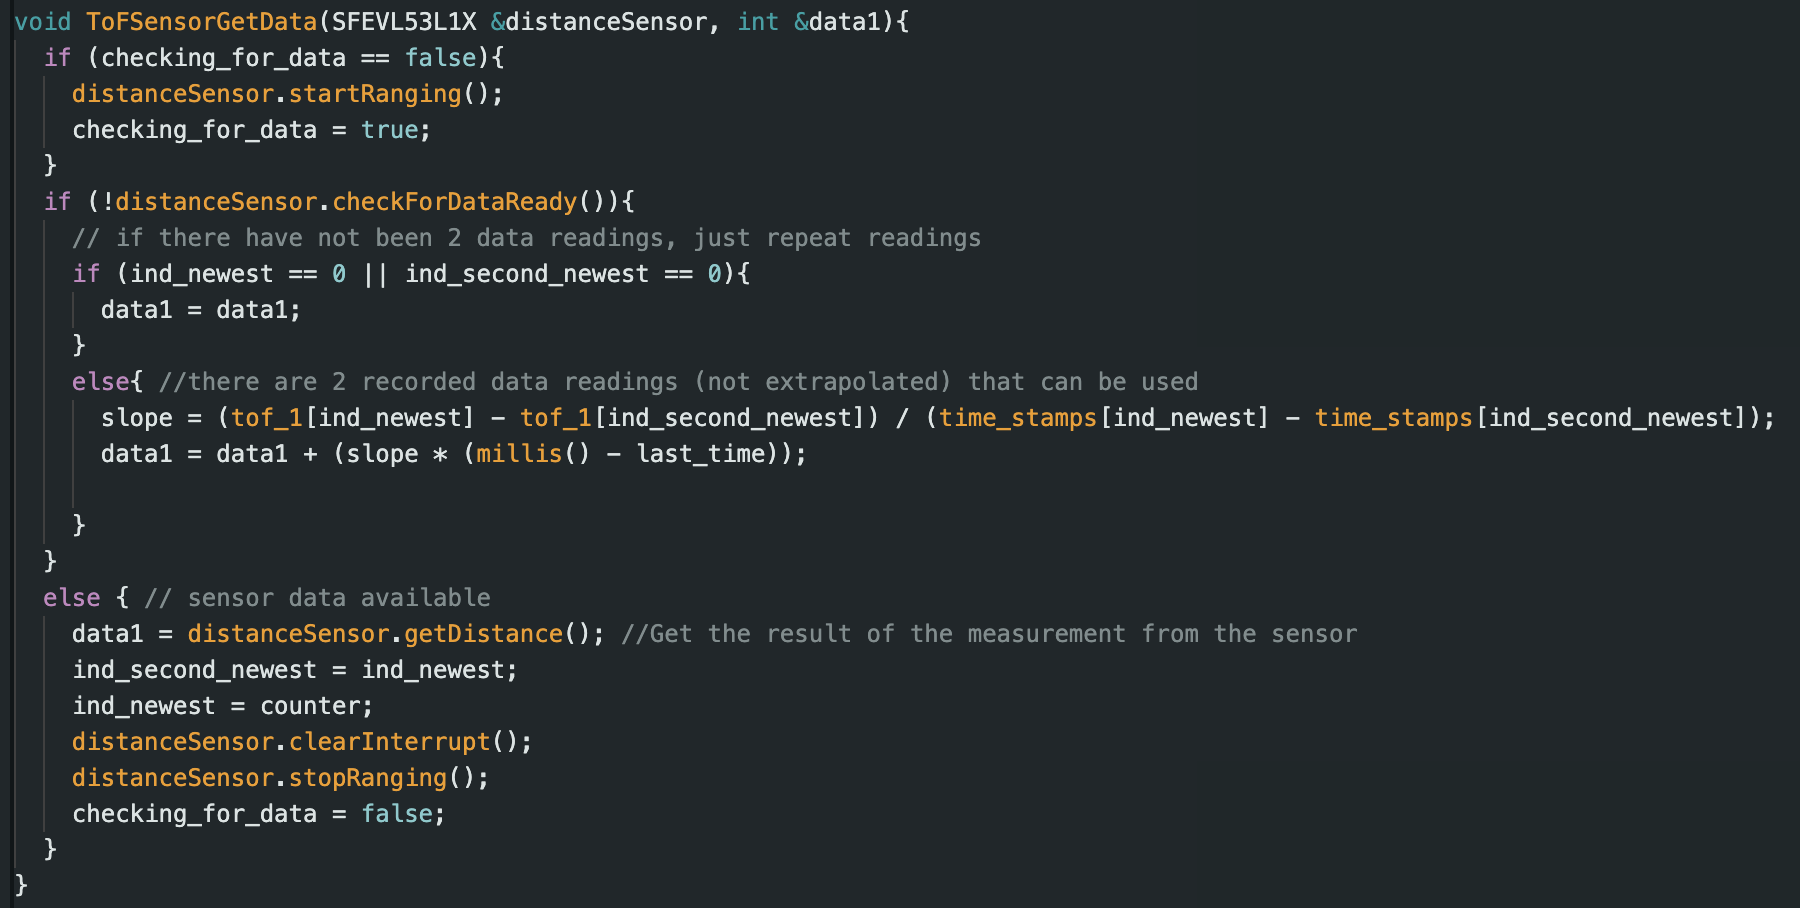 void ToFSensorGetData(SFEVL53L1X &distanceSensor, int &data1){
  if (checking_for_data == false){
    distanceSensor.startRanging();
    checking_for_data = true;
  }
  if (!distanceSensor.checkForDataReady()){
    // if there have not been 2 data readings, just repeat readings
    if (ind_newest == 0 || ind_second_newest == 0){
      data1 = data1;
    }
    else{ //there are 2 recorded data readings (not extrapolated) that can be used
      slope = (tof_1[ind_newest] - tof_1[ind_second_newest]) / (time_stamps[ind_newest] - time_stamps[ind_second_newest]);
      data1 = data1 + (slope * (millis() - last_time));
    }
  }
  else { // sensor data available
    data1 = distanceSensor.getDistance(); //Get the result of the measurement from the sensor
    ind_second_newest = ind_newest;
    ind_newest = counter;
    distanceSensor.clearInterrupt();
    distanceSensor.stopRanging();
    checking_for_data = false;
  }
}